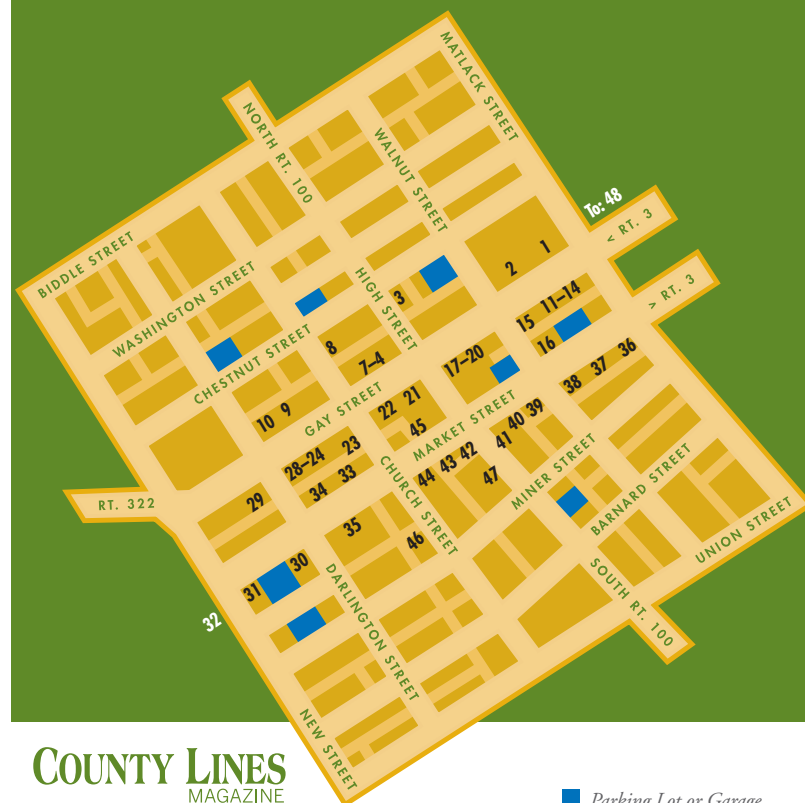 MATLACK STREET
NORTH RT. 100
WALNUT STREET
To: 48
< RT. 3
BIDDLE STREET
> RT. 3
WASHINGTON STREET
HIGH STREET
1
2
3
11–14
15
16
CHESTNUT STREET
8
7–4
17–20
36
37
38
GAY STREET
10 9
22 21
45
MARKET STREET
39
40
41
28–24 23
34 33
CHURCH STREET
44 43 42
47
MINER STREET
BARNARD STREET
29
RT. 322
35
46
UNION STREET
31
30
32
DARLINGTON STREET
SOUTH RT. 100
NEW STREET
COUNTY LINES
MAGAZINE
Parking Lot or Garage